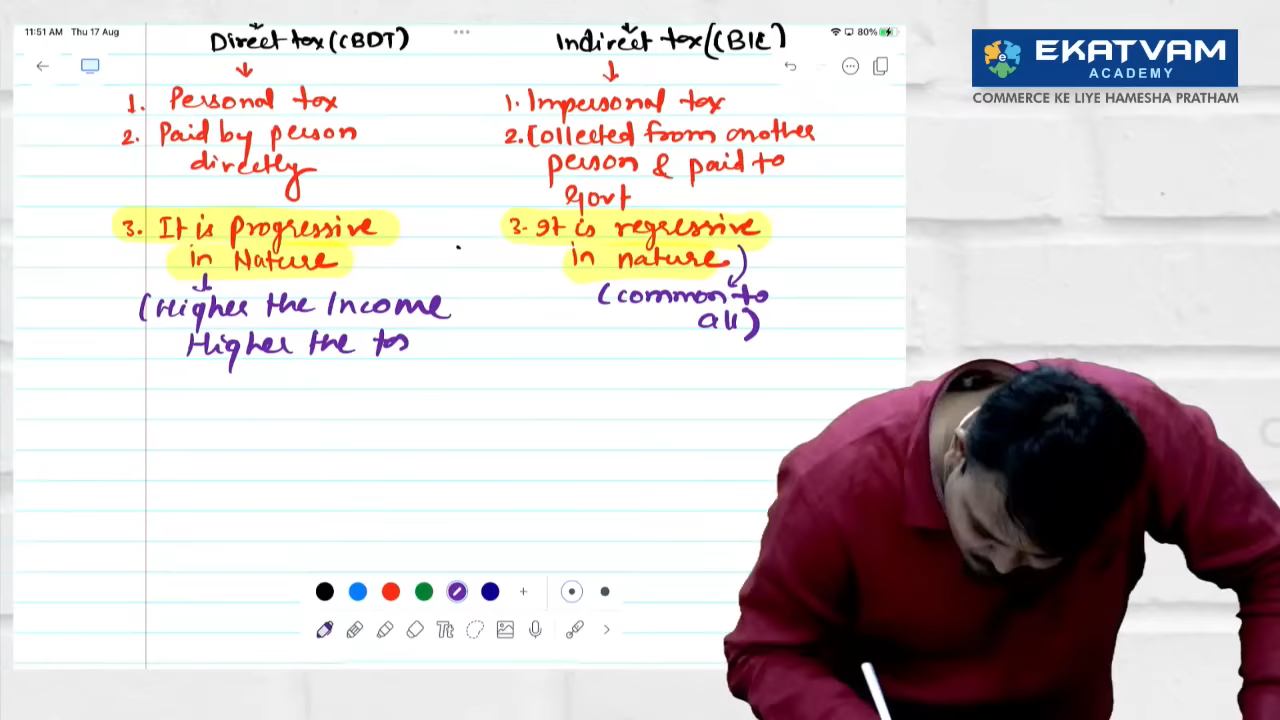 11:51 AM Thu 17 Aug
80%
Direct tax (CBDT)
1. Personal tax
2. Paid by person
directly
3. It is progressive
in Nature
(Higher the Income
Higher the tax
Indirect tax (CBIC)
1. Impersonal tax
2. Collected from another
person & paid to
Govt
3. It is regressive
in nature
(common to
all)
EKATVAM
ACADEMY
COMMERCE KE LIYE HAMESHA PRATHAM
Tt